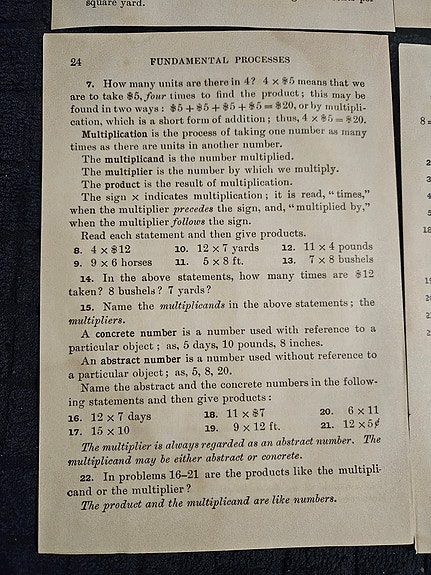 square yard.
24 FUNDAMENTAL PROCESSES
7. How many units are there in 4? 4 × $5 means that we
are to take $5, four times to find the product; this may be
found in two ways: $5 + $5 + $5 + $5 = $20, or by multipli-
cation, which is a short form of addition; thus, 4 × $5 = $20.
Multiplication is the process of taking one number as many
times as there are units in another number.
The multiplicand is the number multiplied.
The multiplier is the number by which we multiply.
The product is the result of multiplication.
The sign × indicates multiplication; it is read, "times,"
when the multiplier precedes the sign, and, "multiplied by,"
when the multiplier follows the sign.
Read each statement and then give products.
8. 4 × $12 10. 12 × 7 yards 12. 11 × 4 pounds
9. 9 × 6 horses 11. 5 × 8 ft. 13. 7 × 8 bushels
14. In the above statements, how many times are $12
taken? 8 bushels? 7 yards?
15. Name the multiplicands in the above statements; the
multipliers.
A concrete number is a number used with reference to a
particular object; as, 5 days, 10 pounds, 8 inches.
An abstract number is a number used without reference to
a particular object; as, 5, 8, 20.
Name the abstract and the concrete numbers in the follow-
ing statements and then give products:
16. 12 × 7 days 18. 11 × $7 20. 6 × 11
17. 15 × 10 19. 9 × 12 ft. 21. 12 × 5¢
The multiplier is always regarded as an abstract number. The
multiplicand may be either abstract or concrete.
22. In problems 16–21 are the products like the multipli-
cand or the multiplier?
The product and the multiplicand are like numbers.
8=